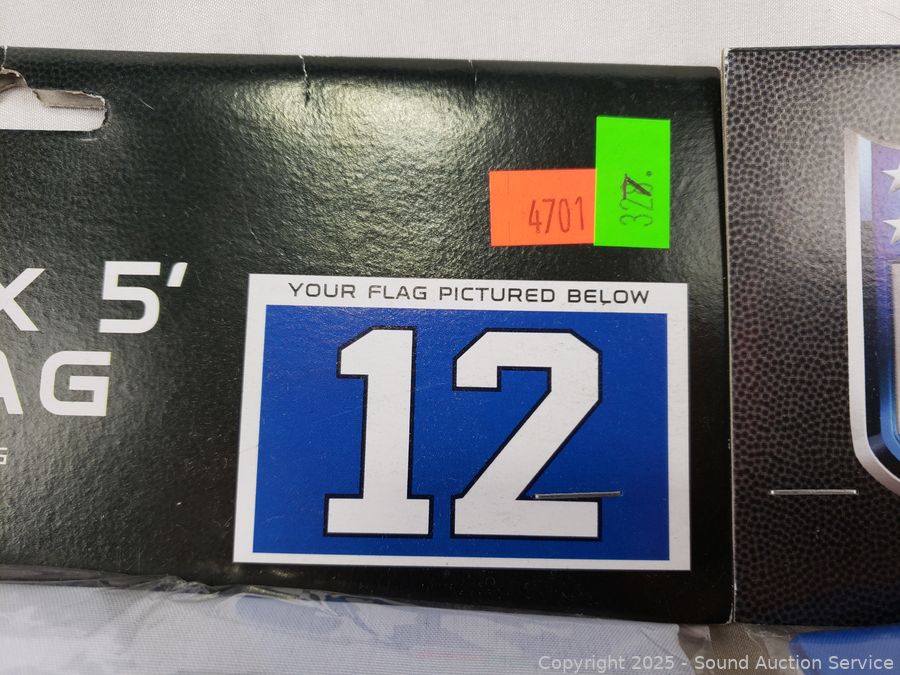 X 5'
AG
G
4701
327.
YOUR FLAG PICTURED BELOW
12
Copyright 2025 - Sound Auction Service